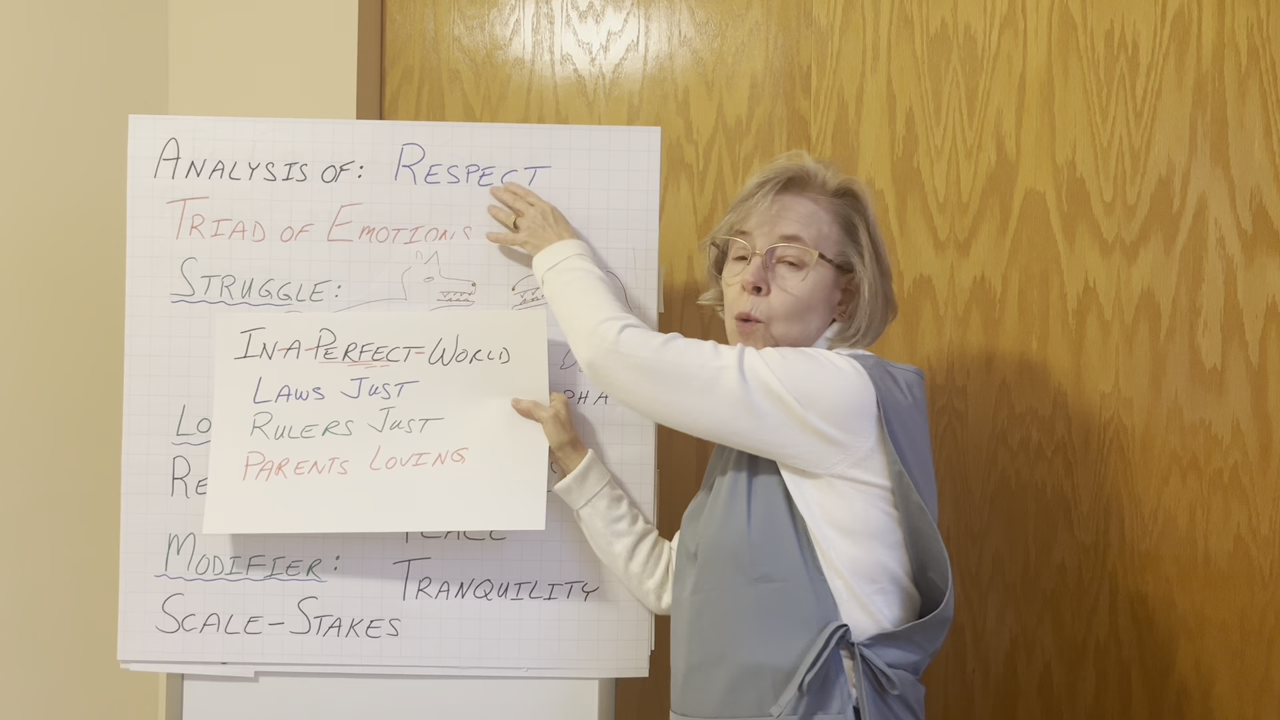 ANALYSIS OF: RESPECT
TRIAD OF EMOTIONS
STRUGGLE:
IN-A-PERFECT-WORLD
LAWS JUST
RULERS JUST
PARENTS LOVING
MODIFIER:
TRANQUILITY
SCALE-STAKES